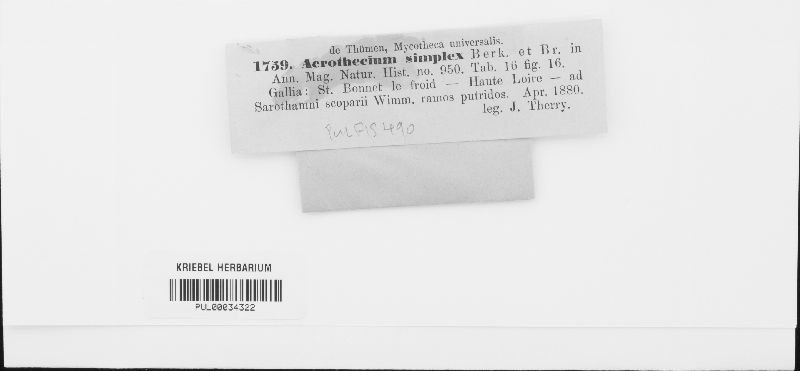 de Thümen, Mycotheca universalis.
1759. Acrothecium simplex Berk. et Br. in
Ann. Mag. Natur. Hist. no. 950. Tab. 16 fig. 16.
Gallia: St. Bonnet le froid — Haute Loire — ad
Sarothamni scoparii Wimm. ramos putridos. Apr. 1880.
leg. J. Therry.
PUL F15490
KRIEBEL HERBARIUM
PUL00034322